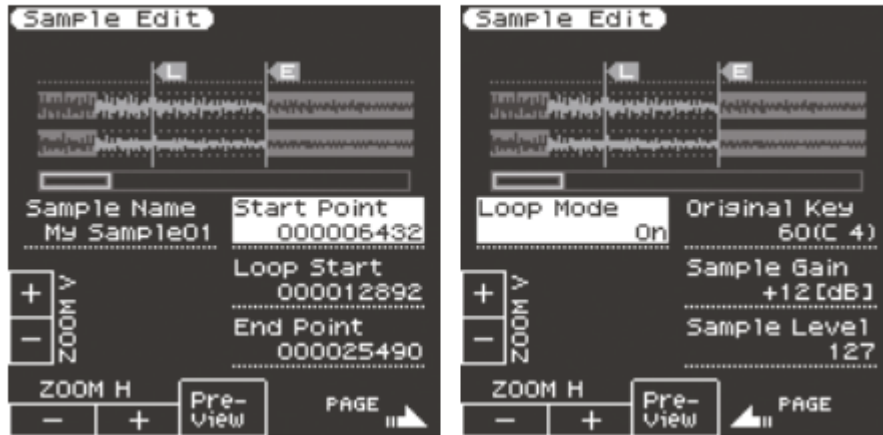 Sample Edit
L E
Sample Name
My Sample01
Start Point
000006432
Loop Start
000012892
End Point
000025490
+
-
ZOOM V
ZOOM H
- +
Pre-
view
PAGE
Sample Edit
L E
Loop Mode
On
Original Key
60(C 4)
Sample Gain
+12[dB]
Sample Level
127
+
-
ZOOM V
ZOOM H
- +
Pre-
view
PAGE